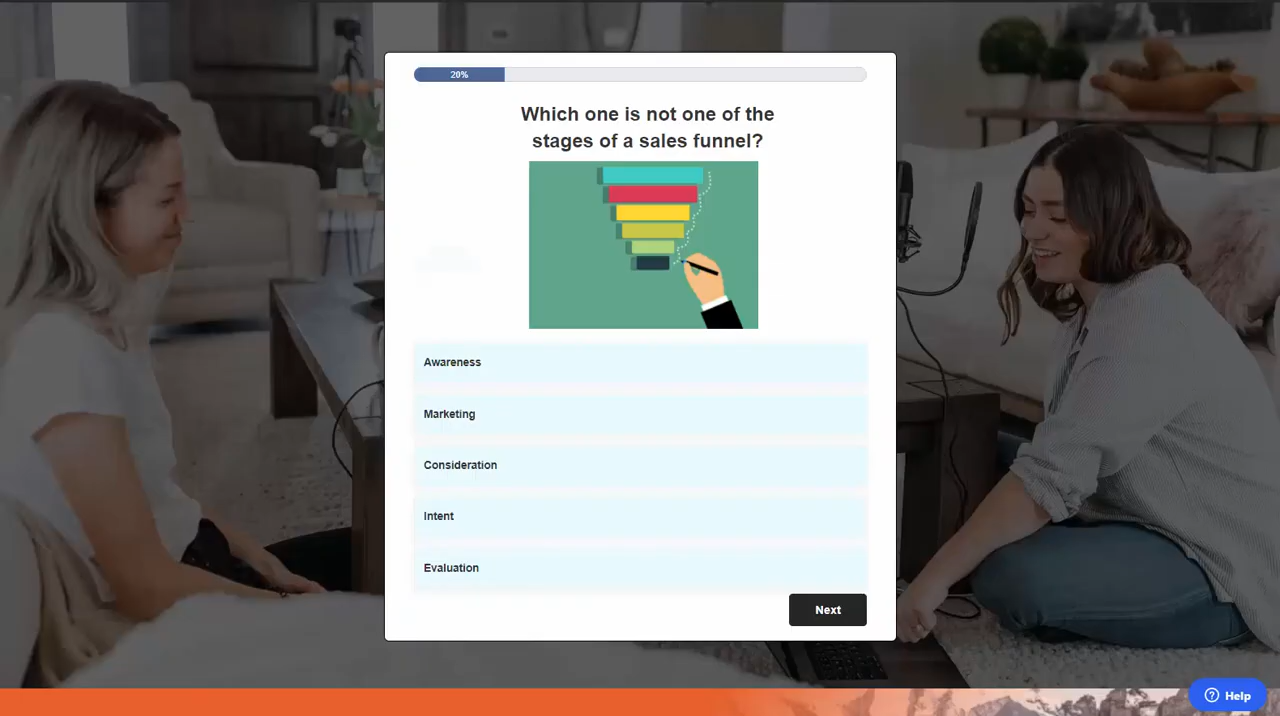 20%
Which one is not one of the
stages of a sales funnel?
Awareness
Marketing
Consideration
Intent
Evaluation
Next
Help